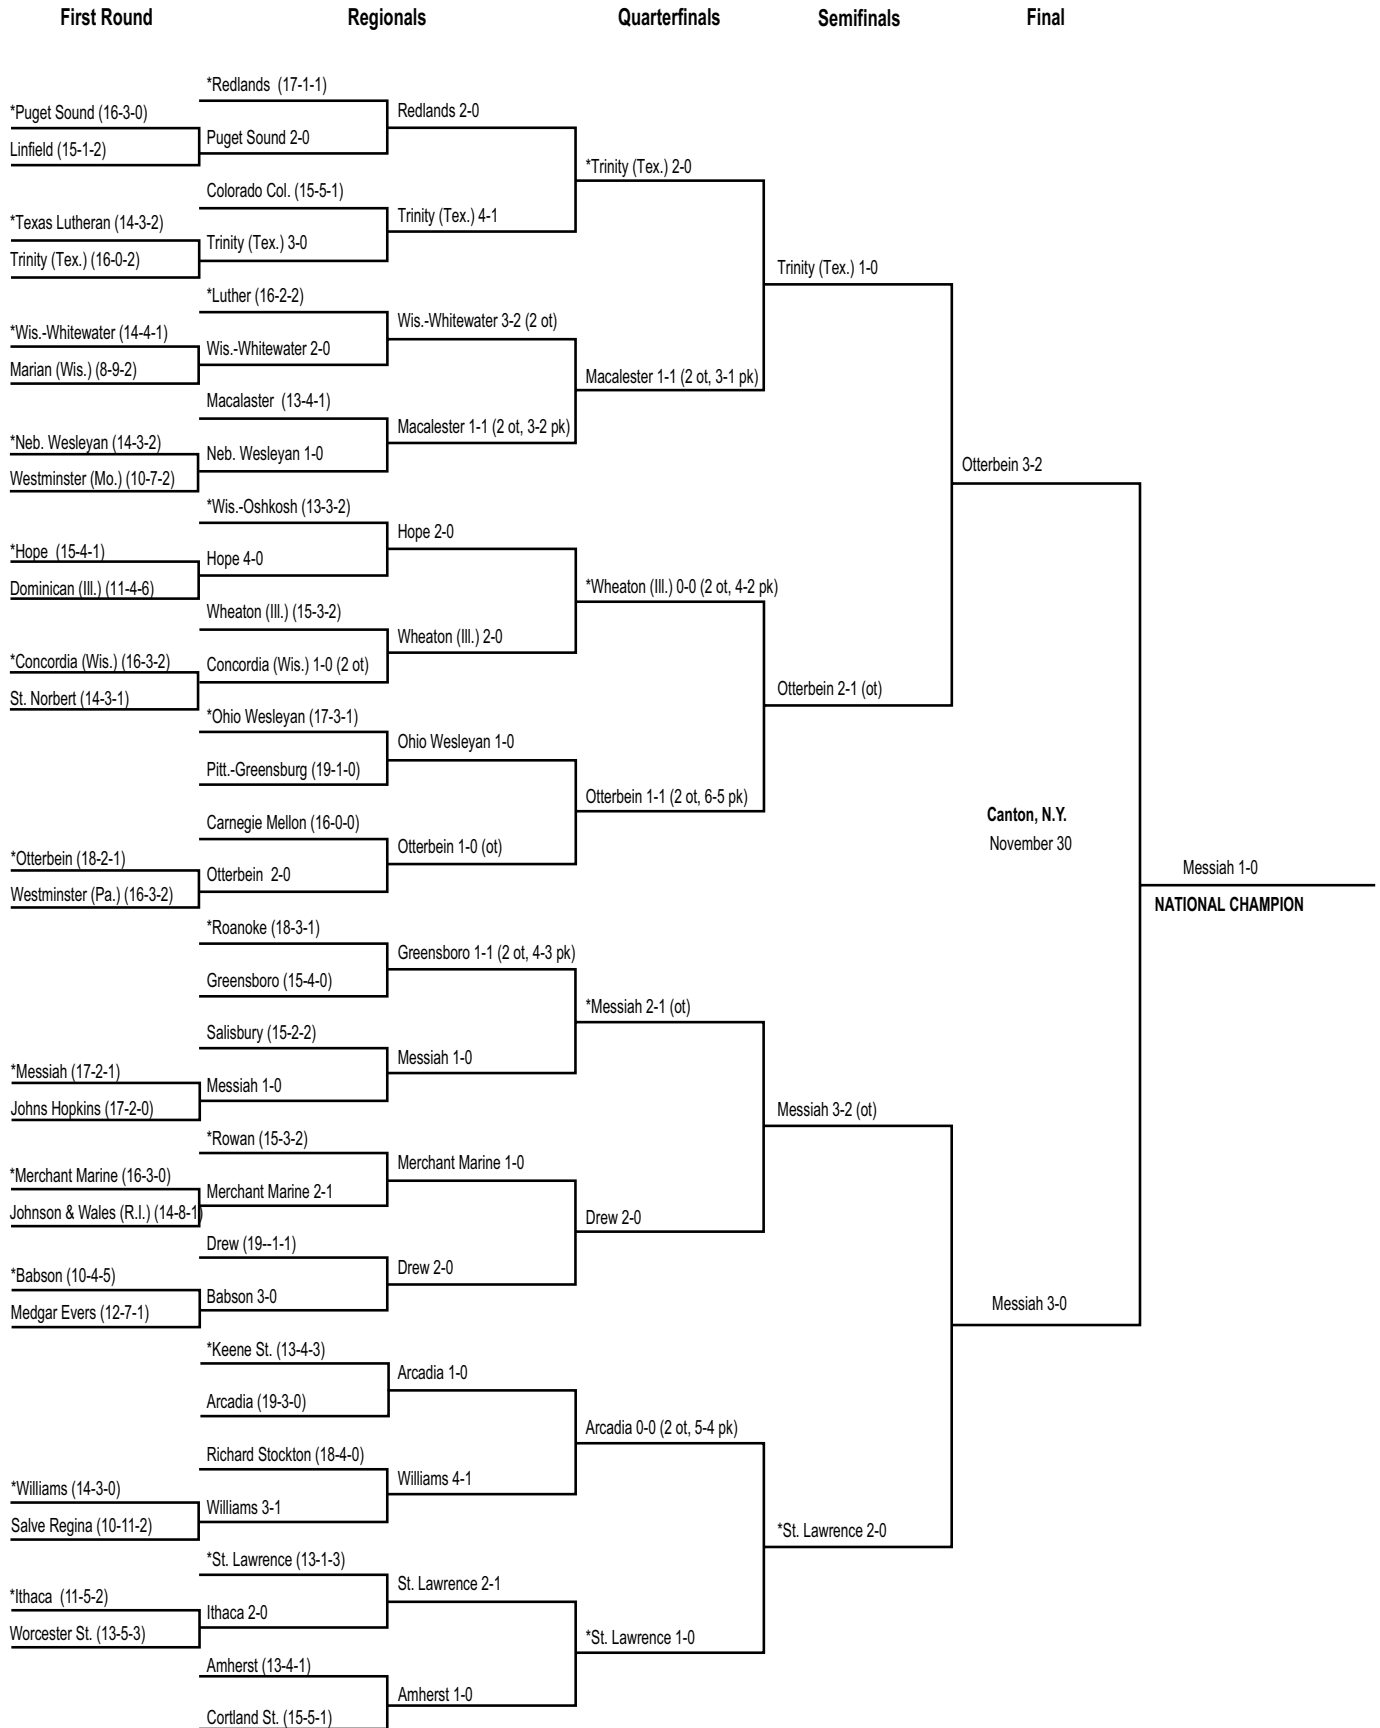 First Round
Regionals
Quarterfinals
Semifinals
Final
*Puget Sound (16-3-0)
Linfield (15-1-2)
*Texas Lutheran (14-3-2)
Trinity (Tex.) (16-0-2)
*Wis.-Whitewater (14-4-1)
Marian (Wis.) (8-9-2)
*Neb. Wesleyan (14-3-2)
Westminster (Mo.) (10-7-2)
*Hope  (15-4-1)
Dominican (Ill.) (11-4-6)
*Concordia (Wis.) (16-3-2)
St. Norbert (14-3-1)
*Otterbein (18-2-1)
Westminster (Pa.) (16-3-2)
*Messiah (17-2-1)
Johns Hopkins (17-2-0)
*Merchant Marine (16-3-0)
Johnson & Wales (R.I.) (14-8-1)
*Babson (10-4-5)
Medgar Evers (12-7-1)
*Williams (14-3-0)
Salve Regina (10-11-2)
*Ithaca  (11-5-2)
Worcester St. (13-5-3)
*Redlands  (17-1-1)
Puget Sound 2-0
Colorado Col. (15-5-1)
Trinity (Tex.) 3-0
*Luther (16-2-2)
Wis.-Whitewater 2-0
Macalaster  (13-4-1)
Neb. Wesleyan 1-0
*Wis.-Oshkosh (13-3-2)
Hope 4-0
Wheaton (Ill.) (15-3-2)
Concordia (Wis.) 1-0 (2 ot)
*Ohio Wesleyan (17-3-1)
Pitt.-Greensburg (19-1-0)
Carnegie Mellon (16-0-0)
Otterbein  2-0
*Roanoke (18-3-1)
Greensboro (15-4-0)
Salisbury (15-2-2)
Messiah 1-0
*Rowan (15-3-2)
Merchant Marine 2-1
Drew (19--1-1)
Babson 3-0
*Keene St. (13-4-3)
Arcadia (19-3-0)
Richard Stockton (18-4-0)
Williams 3-1
*St. Lawrence (13-1-3)
Ithaca 2-0
Amherst (13-4-1)
Cortland St. (15-5-1)
Redlands 2-0
Trinity (Tex.) 4-1
Wis.-Whitewater 3-2 (2 ot)
Macalester 1-1 (2 ot, 3-2 pk)
Hope 2-0
Wheaton (Ill.) 2-0
Ohio Wesleyan 1-0
Otterbein 1-0 (ot)
Greensboro 1-1 (2 ot, 4-3 pk)
Messiah 1-0
Merchant Marine 1-0
Drew 2-0
Arcadia 1-0
Williams 4-1
St. Lawrence 2-1
Amherst 1-0
*Trinity (Tex.) 2-0
Macalester 1-1 (2 ot, 3-1 pk)
*Wheaton (Ill.) 0-0 (2 ot, 4-2 pk)
Otterbein 1-1 (2 ot, 6-5 pk)
*Messiah 2-1 (ot)
Drew 2-0
Arcadia 0-0 (2 ot, 5-4 pk)
*St. Lawrence 1-0
Trinity (Tex.) 1-0
Otterbein 2-1 (ot)
Messiah 3-2 (ot)
*St. Lawrence 2-0
Otterbein 3-2
Messiah 3-0
Canton, N.Y.
November 30
Messiah 1-0
NATIONAL CHAMPION